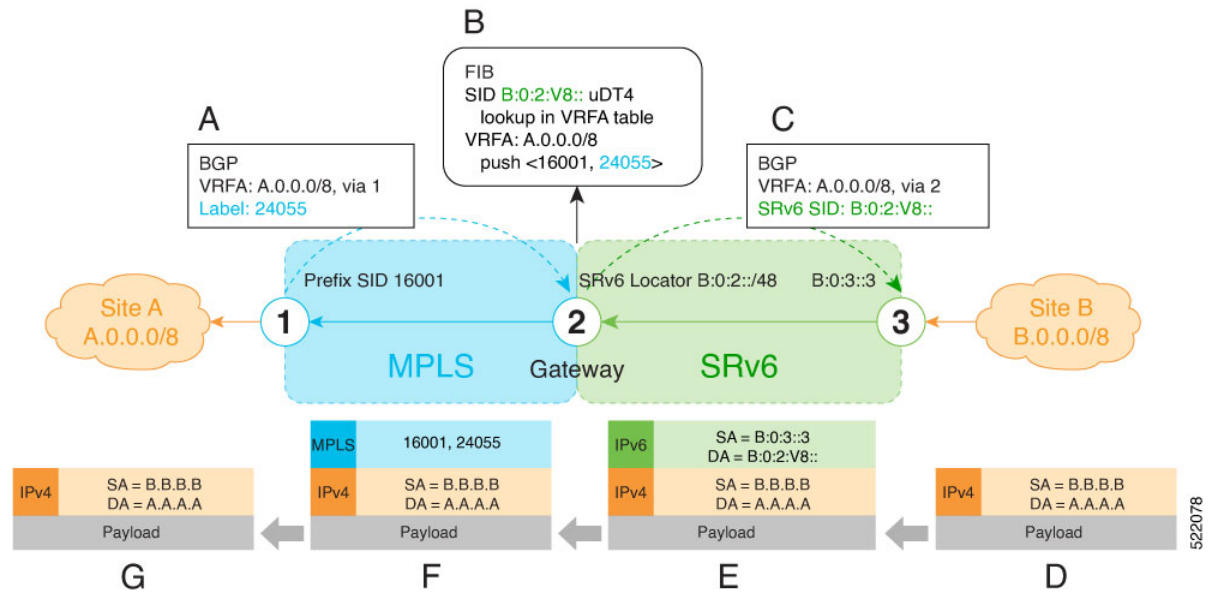 B
FIB
SID B:0:2:V8:: uDT4
lookup in VRFA table
VRFA: A.0.0.0/8
push <16001, 24055>
A
BGP
VRFA: A.0.0.0/8, via 1
Label: 24055
C
BGP
VRFA: A.0.0.0/8, via 2
SRv6 SID: B:0:2:V8::
Prefix SID 16001
SRv6 Locator B:0:2::/48
B:0:3::3
Site A
A.0.0.0/8
1
2
3
Site B
B.0.0.0/8
MPLS
Gateway
SRv6
IPv4
SA = B.B.B.B
DA = A.A.A.A
Payload
G
MPLS
16001, 24055
IPv4
SA = B.B.B.B
DA = A.A.A.A
Payload
F
IPv6
SA = B:0:3::3
DA = B:0:2:V8::
IPv4
SA = B.B.B.B
DA = A.A.A.A
Payload
E
IPv4
SA = B.B.B.B
DA = A.A.A.A
Payload
D
522078